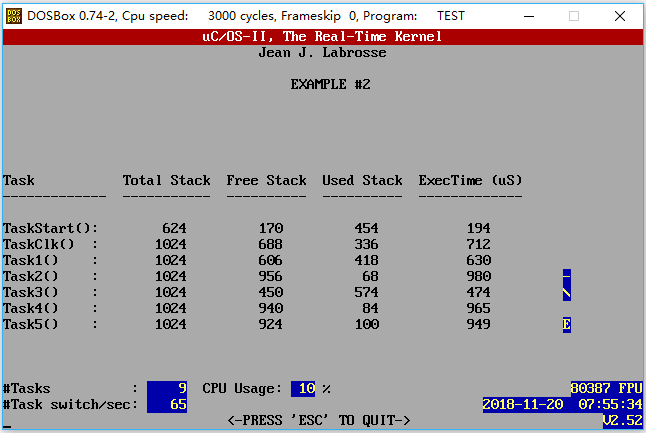 DOSBox 0.74-2, Cpu speed: 3000 cycles, Frameskip 0, Program: TEST
uC/OS-II, The Real-Time Kernel
Jean J. Labrosse
EXAMPLE #2
Task Total Stack Free Stack Used Stack ExecTime (uS)
------------- ----------- ---------- ---------- -------------
TaskStart(): 624 170 454 194
TaskClk() : 1024 688 336 712
Task1() : 1024 606 418 630
Task2() : 1024 956 68 980 -
Task3() : 1024 450 574 474 \
Task4() : 1024 940 84 965
Task5() : 1024 924 100 949 E
#Tasks : 9 CPU Usage: 10 % 80387 FPU
#Task switch/sec: 65 2018-11-20 07:55:34
<-PRESS 'ESC' TO QUIT-> V2.52